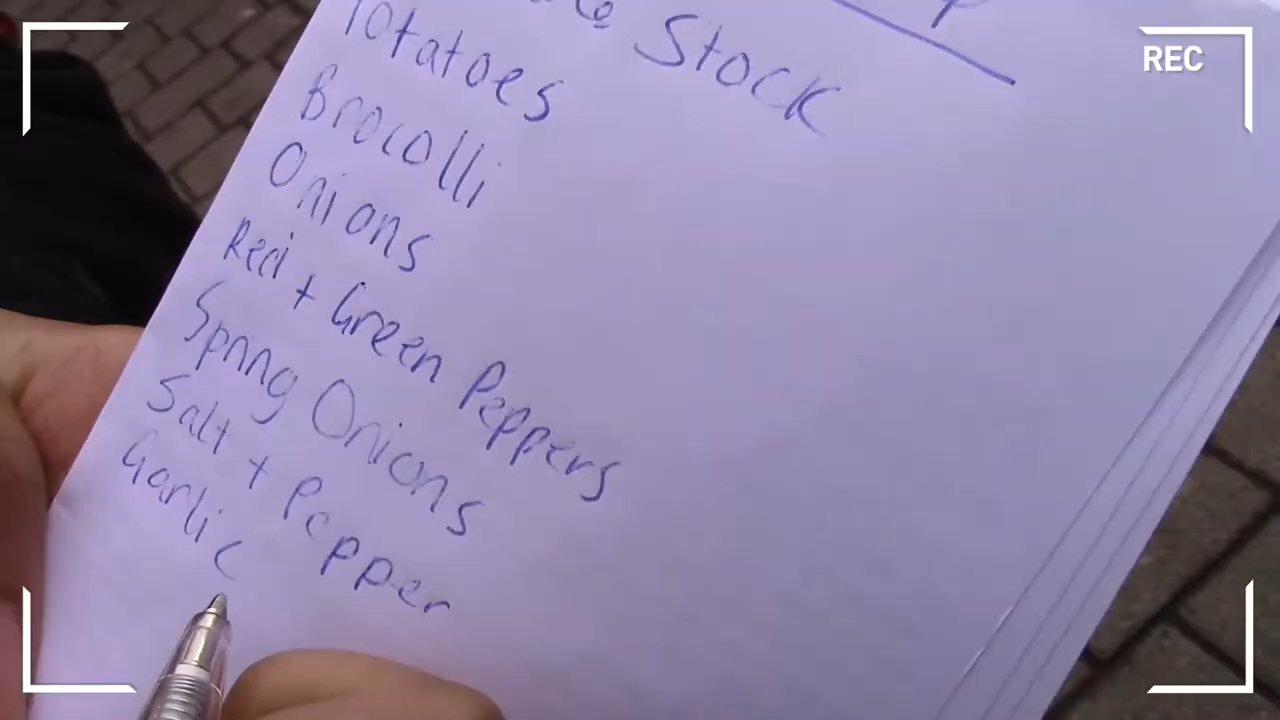 Stock
Potatoes
Brocolli
Onions
Red + Green Peppers
Spring Onions
Salt + Pepper
Garlic
REC